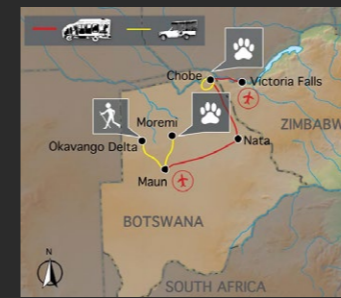 Chobe
Victoria Falls
Moremi
ZIMBABW
Okavango Delta
Nata
Maun
BOTSWANA
N
SOUTH AFRICA